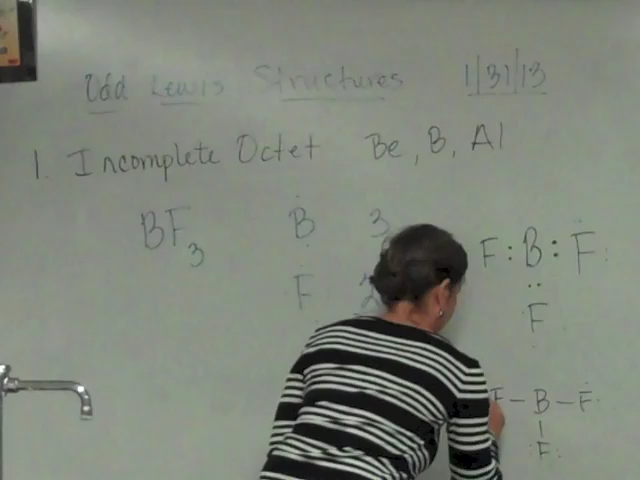 Odd Lewis Structures 1/31/13
1. Incomplete Octet Be, B, Al
BF3 B 3 F : B : F :
F ..
F
F - B - F
|
F :